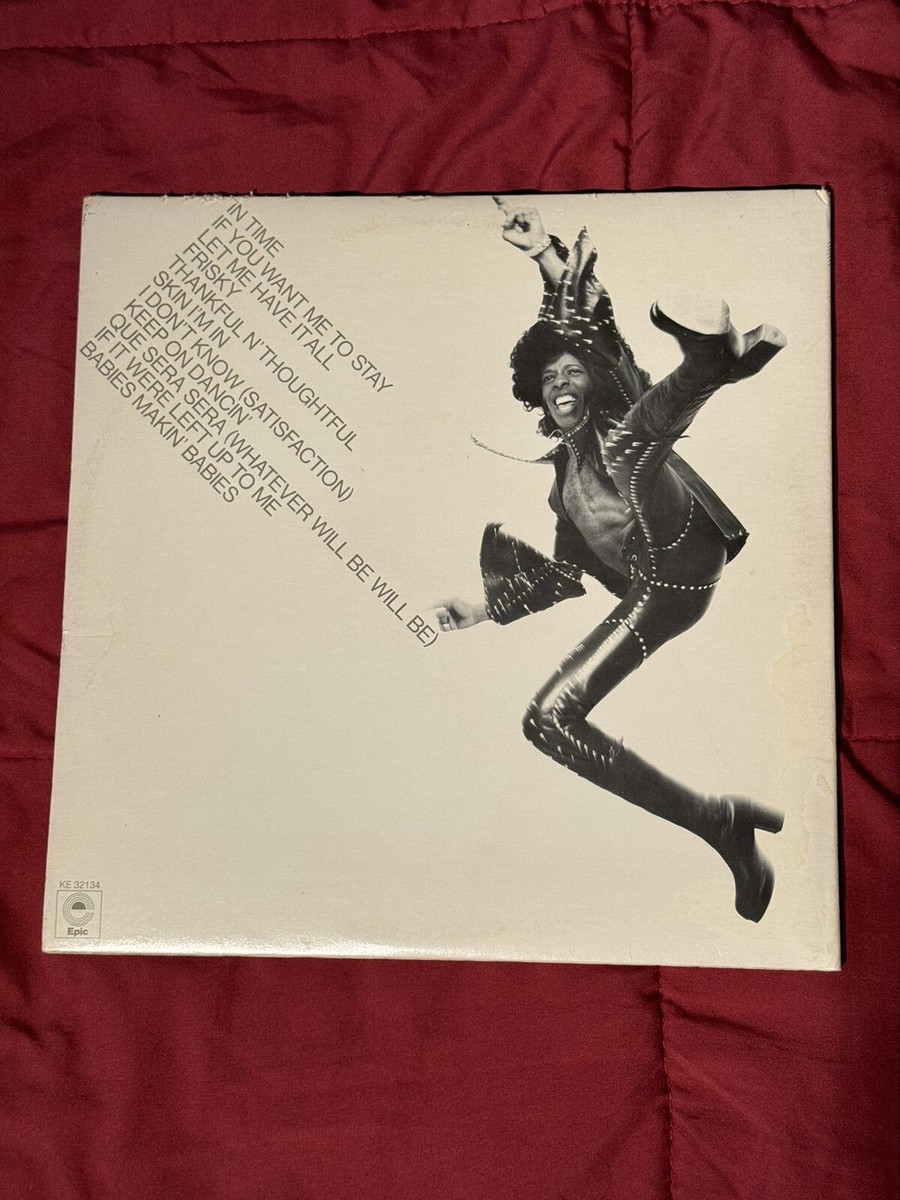 IN TIME
IF YOU WANT ME TO STAY
LET ME HAVE IT ALL
FRISKY
THANKFUL N' THOUGHTFUL
SKIN I'M IN
I DON'T KNOW (SATISFACTION)
KEEP ON DANCIN'
QUE SERA SERA (WHATEVER WILL BE WILL BE)
IF IT WERE LEFT UP TO ME
BABIES MAKIN' BABIES
KE 32134
Epic